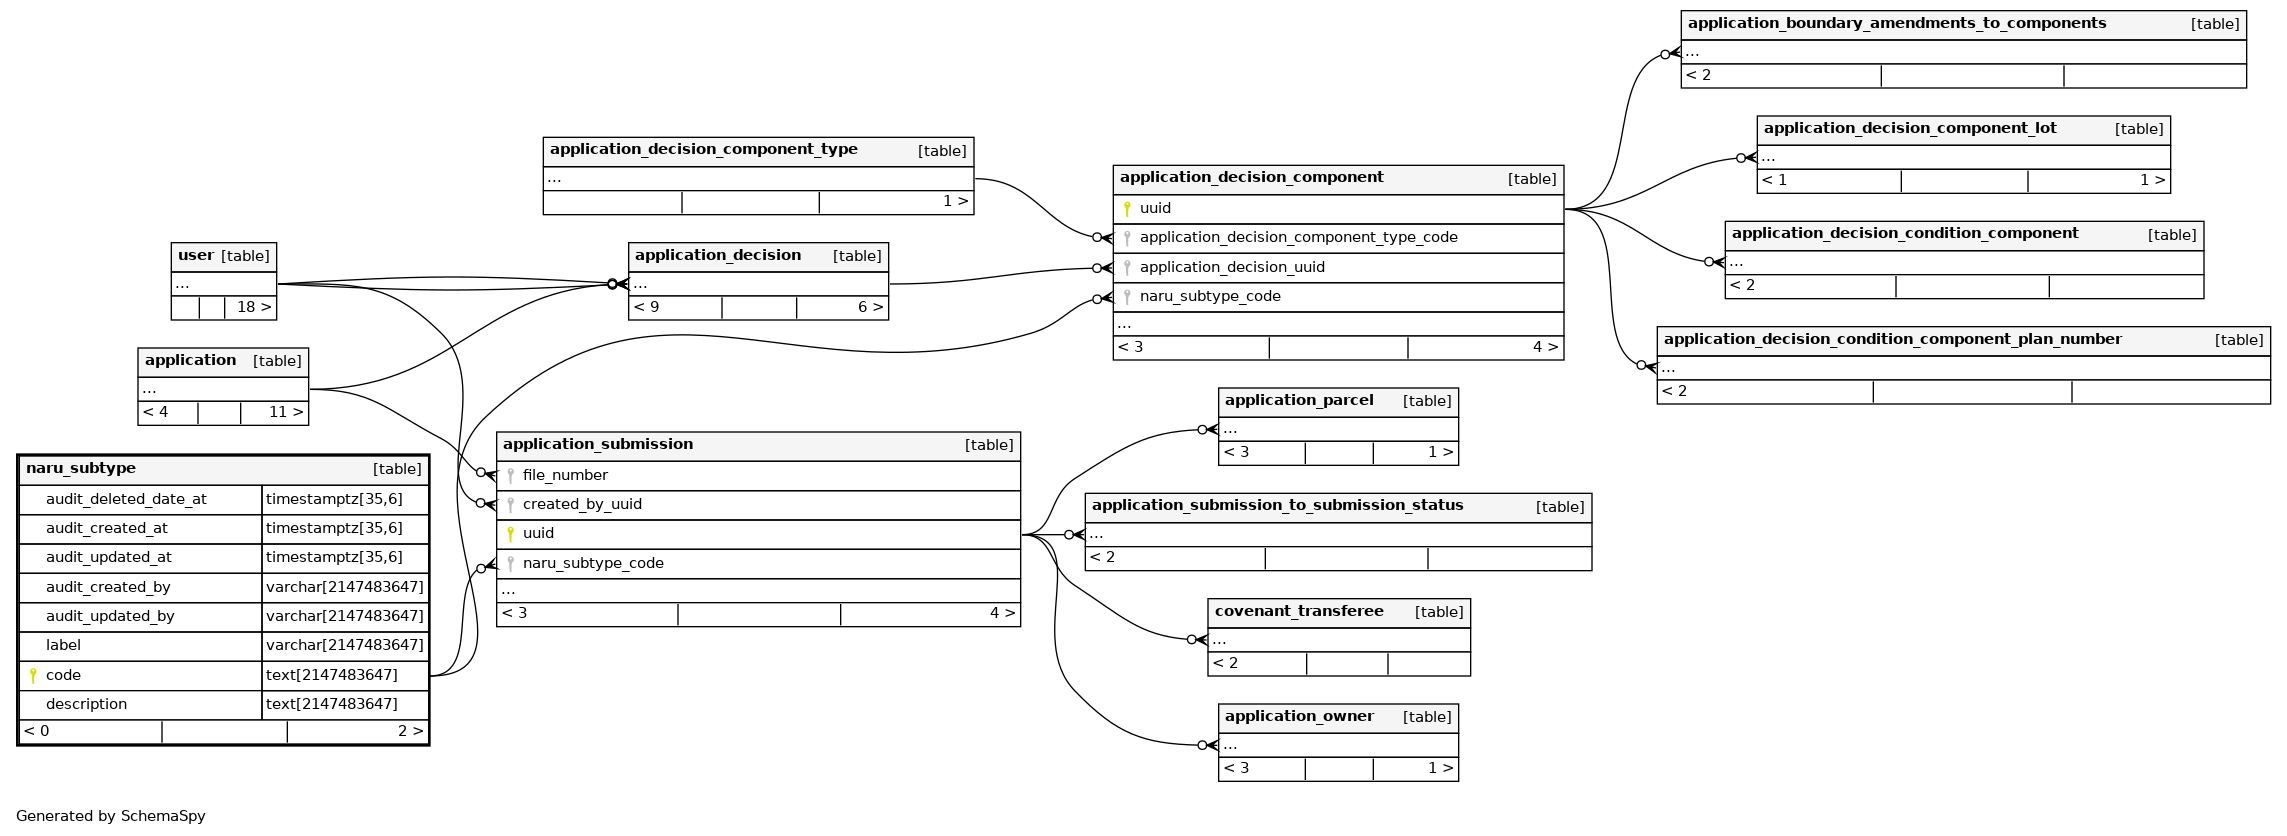 application_boundary_amendments_to_components [table]
...
< 2
application_decision_component_lot [table]
...
< 1 1 >
application_decision_component_type [table]
...
1 >
application_decision_component [table]
uuid
application_decision_component_type_code
application_decision_uuid
naru_subtype_code
...
< 3 4 >
application_decision_condition_component [table]
...
< 2
user [table]
...
18 >
application_decision [table]
...
< 9 6 >
application_decision_condition_component_plan_number [table]
...
< 2
application [table]
...
< 4 11 >
application_parcel [table]
...
< 3 1 >
application_submission [table]
file_number
created_by_uuid
uuid
naru_subtype_code
...
< 3 4 >
naru_subtype [table]
audit_deleted_date_at timestamptz[35,6]
audit_created_at timestamptz[35,6]
audit_updated_at timestamptz[35,6]
audit_created_by varchar[2147483647]
audit_updated_by varchar[2147483647]
label varchar[2147483647]
code text[2147483647]
description text[2147483647]
< 0 2 >
application_submission_to_submission_status [table]
...
< 2
covenant_transferee [table]
...
< 2
application_owner [table]
...
< 3 1 >
Generated by SchemaSpy